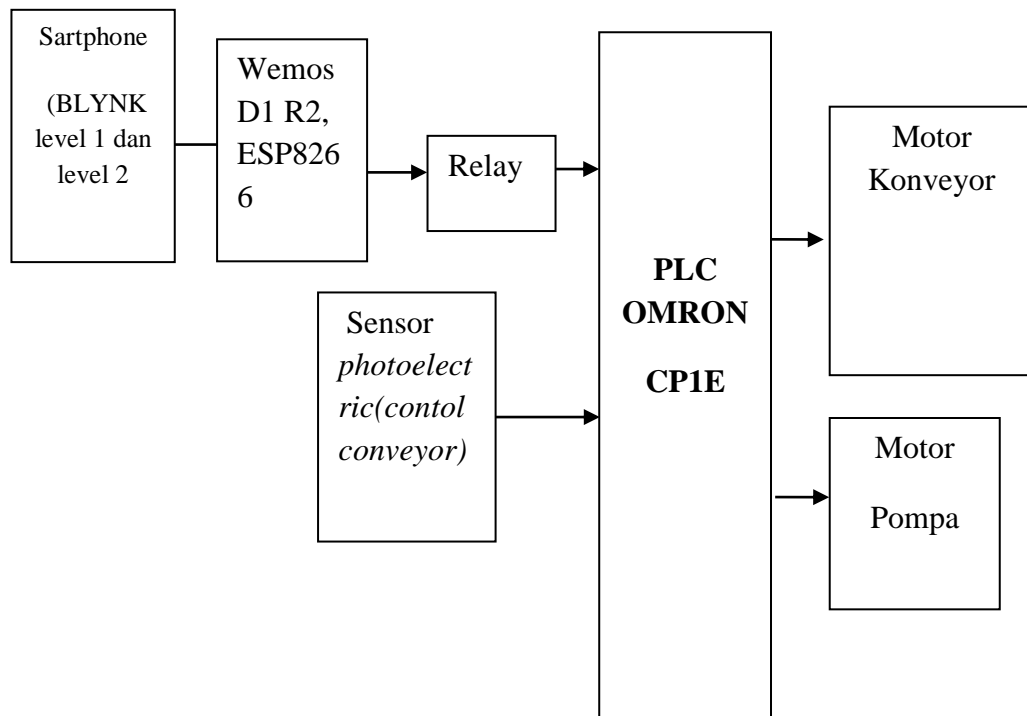 Sartphone
(BLYNK
level 1 dan
level 2
Wemos
D1 R2,
ESP826
6
Relay
Sensor
photoelect
ric(contol
conveyor)
PLC
OMRON
CP1E
Motor
Konveyor
Motor
Pompa